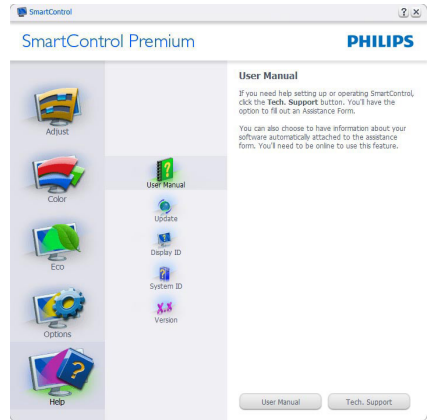 SmartControl
SmartControl Premium
PHILIPS
Adjust
Color
Eco
Options
Help
User Manual
Update
Display ID
System ID
X.X
Version
User Manual
If you need help setting up or operating SmartControl,
click the Tech. Support button. You'll have the
option to fill out an Assistance Form.
You can also choose to have information about your
software automatically attached to the assistance
form. You'll need to be online to use this feature.
User Manual
Tech. Support